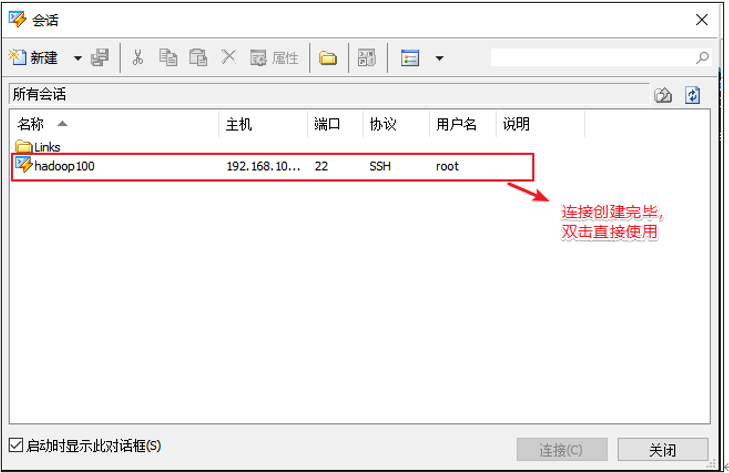 会话
新建
属性
所有会话
名称 主机 端口 协议 用户名 说明
Links
hadoop100 192.168.10... 22 SSH root
连接创建完毕，
双击直接使用
启动时显示此对话框(S)
连接(C) 关闭